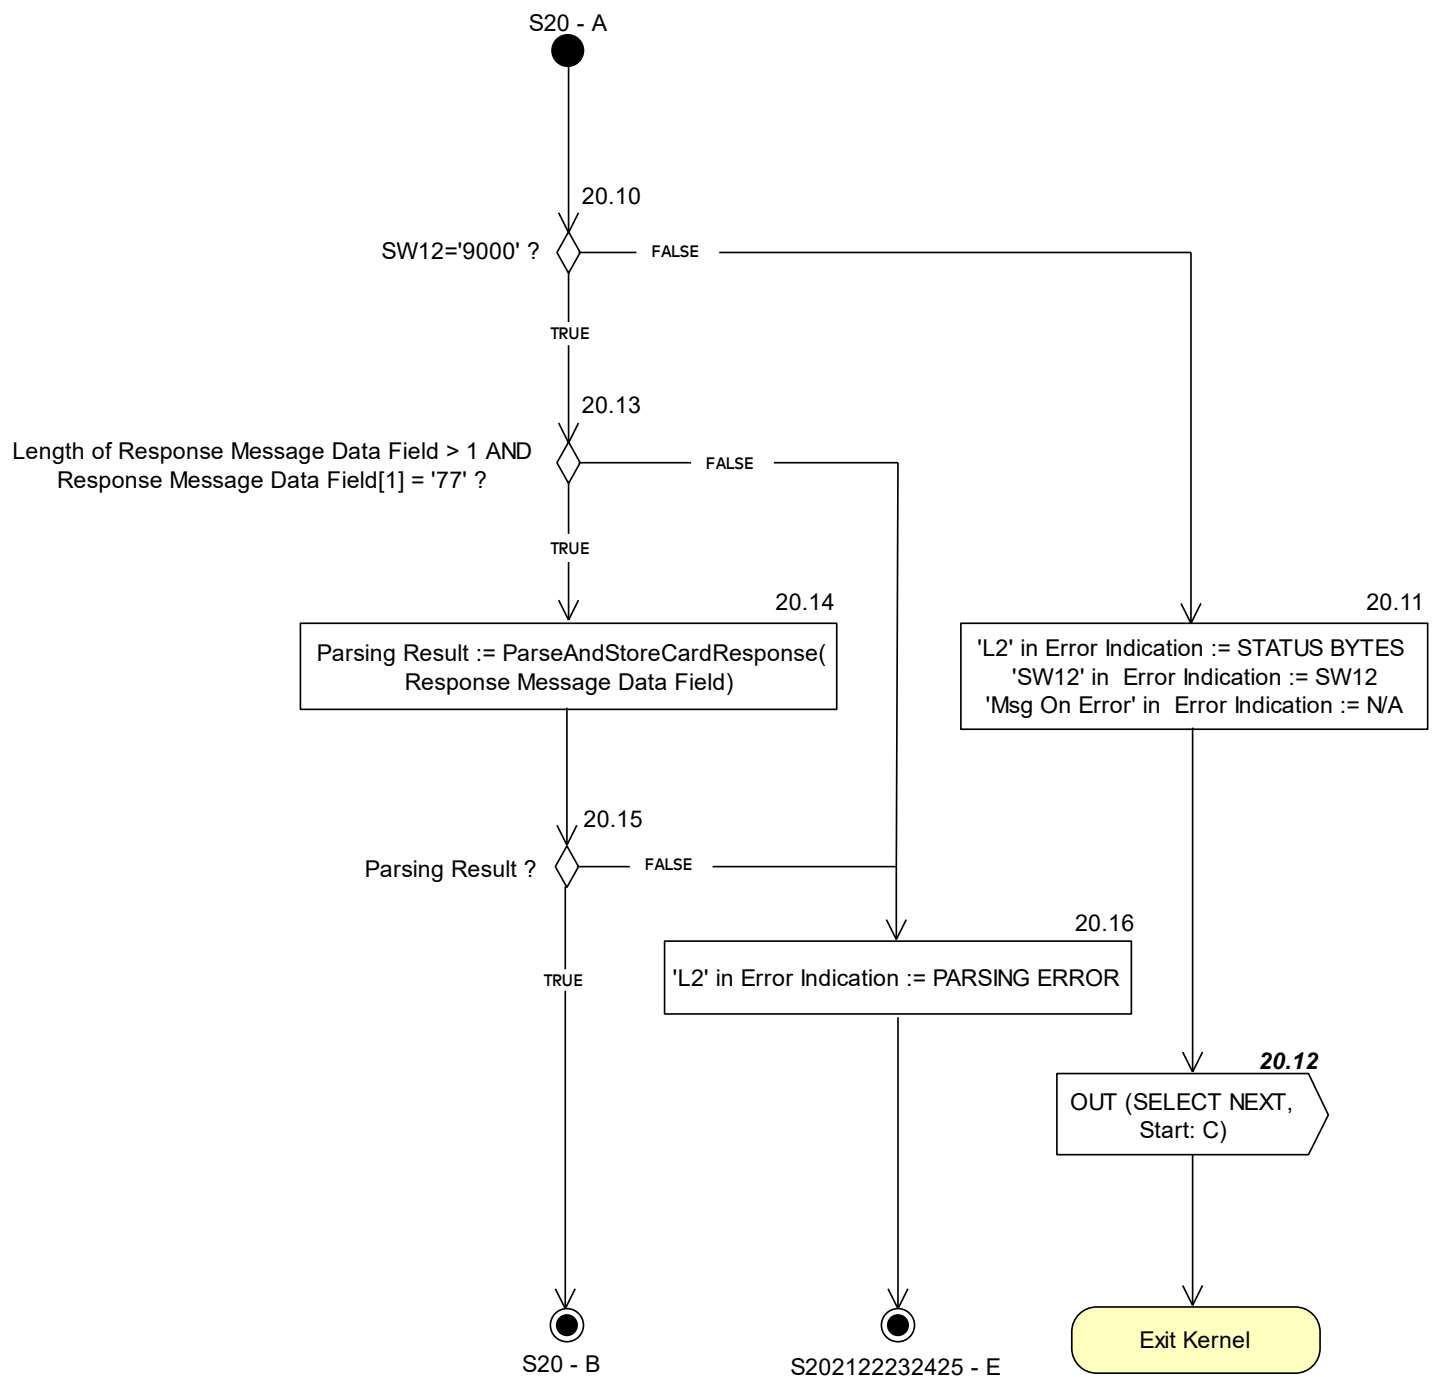 S20 - A
20.10
SW12='9000' ?
FALSE
TRUE
20.13
Length of Response Message Data Field > 1 AND
Response Message Data Field[1] = '77' ?
FALSE
TRUE
20.14
Parsing Result := ParseAndStoreCardResponse(
Response Message Data Field)
20.11
'L2' in Error Indication := STATUS BYTES
'SW12' in  Error Indication := SW12
'Msg On Error' in  Error Indication := N/A
20.15
Parsing Result ?
FALSE
TRUE
20.16
'L2' in Error Indication := PARSING ERROR
20.12
OUT (SELECT NEXT,
Start: C)
S20 - B
S202122232425 - E
Exit Kernel